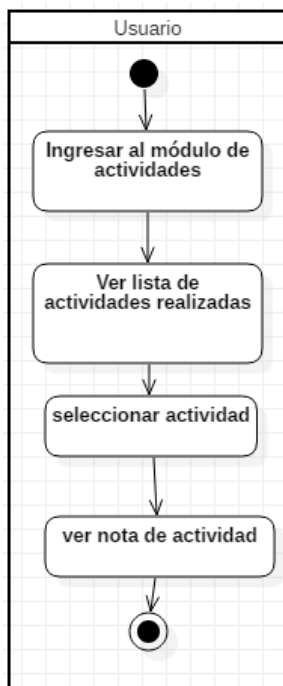 Usuario
Ingresar al módulo de
actividades
Ver lista de
actividades realizadas
seleccionar actividad
ver nota de actividad